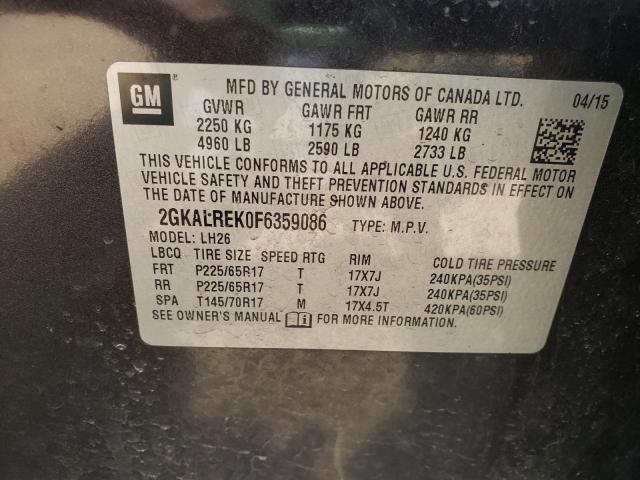 GM
MFD BY GENERAL MOTORS OF CANADA LTD. 04/15
GVWR GAWR FRT GAWR RR
2250 KG 1175 KG 1240 KG
4960 LB 2590 LB 2733 LB
THIS VEHICLE CONFORMS TO ALL APPLICABLE U.S. FEDERAL MOTOR
VEHICLE SAFETY AND THEFT PREVENTION STANDARDS IN EFFECT ON
THE DATE OF MANUFACTURE SHOWN ABOVE.
2GKALREK0F6359086 TYPE: M.P.V.
MODEL: LH26
LBCQ TIRE SIZE SPEED RTG RIM COLD TIRE PRESSURE
FRT P225/65R17 T 17X7J 240KPA(35PSI)
RR P225/65R17 T 17X7J 240KPA(35PSI)
SPA T145/70R17 M 17X4.5T 420KPA(60PSI)
SEE OWNER'S MANUAL FOR MORE INFORMATION.